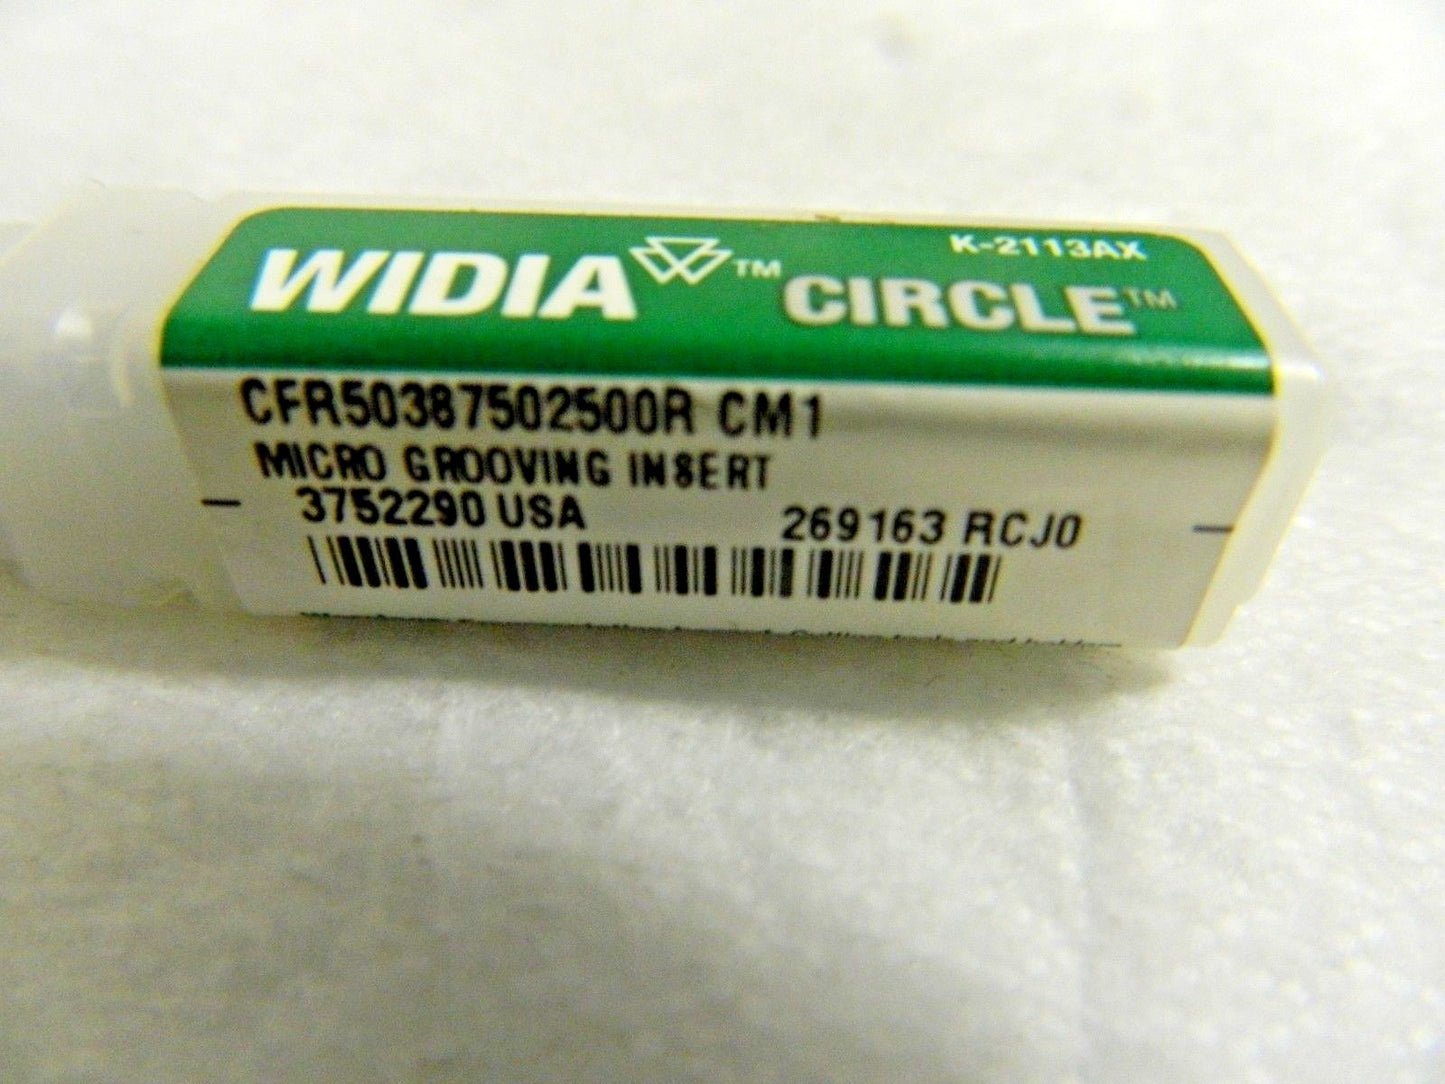 WIDIA™ CIRCLE™
K-2113AX
CFR50387502500R CM1
MICRO GROOVING INSERT
3752290 USA 269163 RCJ0